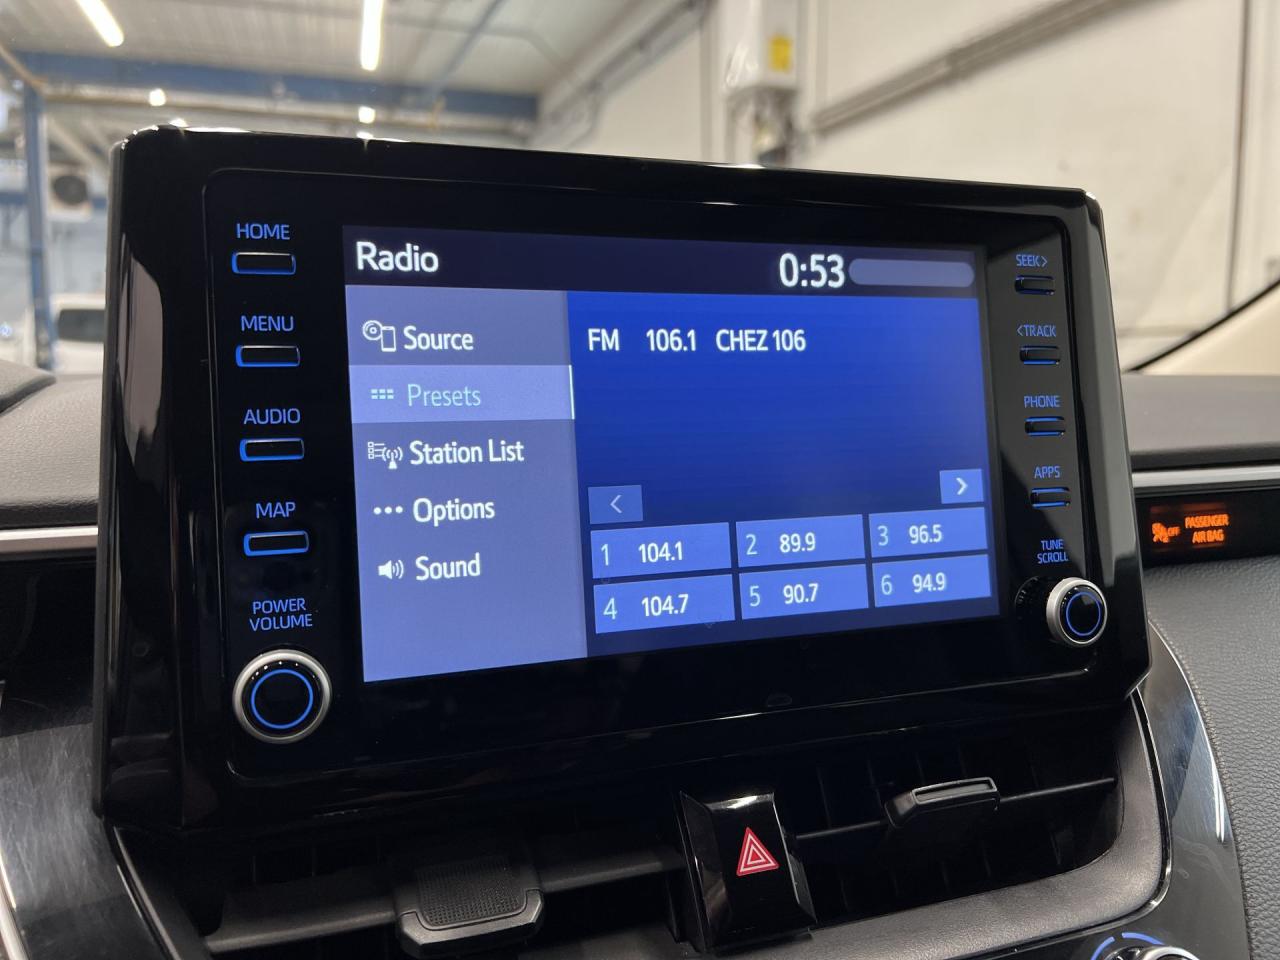 HOME
MENU
AUDIO
MAP
POWER
VOLUME
Radio
0:53
Source
Presets
Station List
Options
Sound
FM 106.1 CHEZ 106
<
>
1 104.1
2 89.9
3 96.5
4 104.7
5 90.7
6 94.9
SEEK>
<TRACK
PHONE
APPS
TUNE
SCROLL
OFF
PASSENGER
AIR BAG